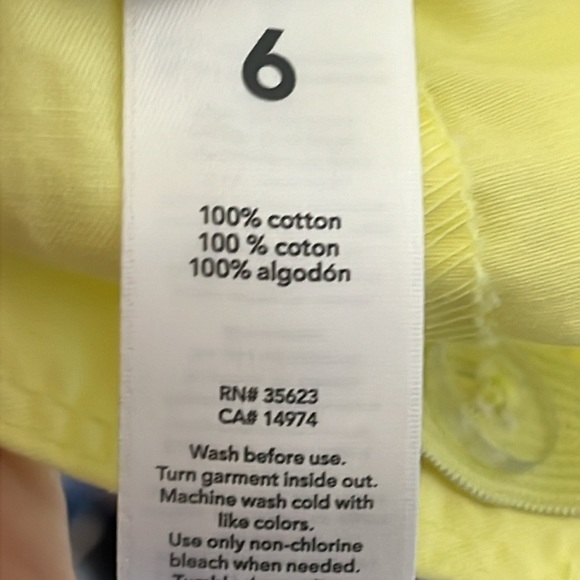 6
100% cotton
100 % coton
100% algodón
RN# 35623
CA# 14974
Wash before use.
Turn garment inside out.
Machine wash cold with
like colors.
Use only non-chlorine
bleach when needed.